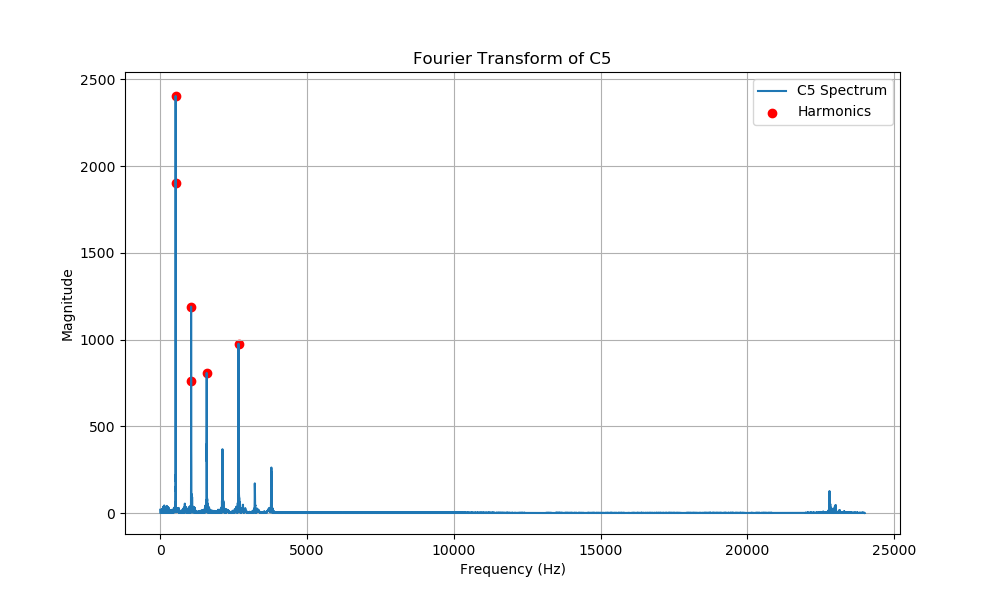 Fourier Transform of C5
2500
2000
1500
1000
500
0
Magnitude
C5 Spectrum
Harmonics
0 5000 10000 15000 20000 25000
Frequency (Hz)